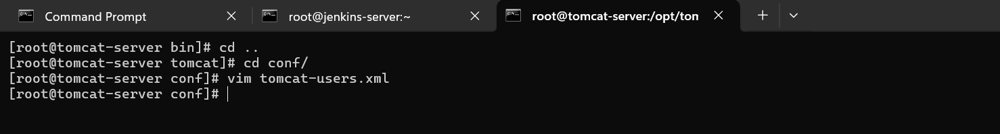 Command Prompt
root@jenkins-server:~
root@tomcat-server:/opt/tom
[root@tomcat-server bin]# cd ..
[root@tomcat-server tomcat]# cd conf/
[root@tomcat-server conf]# vim tomcat-users.xml
[root@tomcat-server conf]#